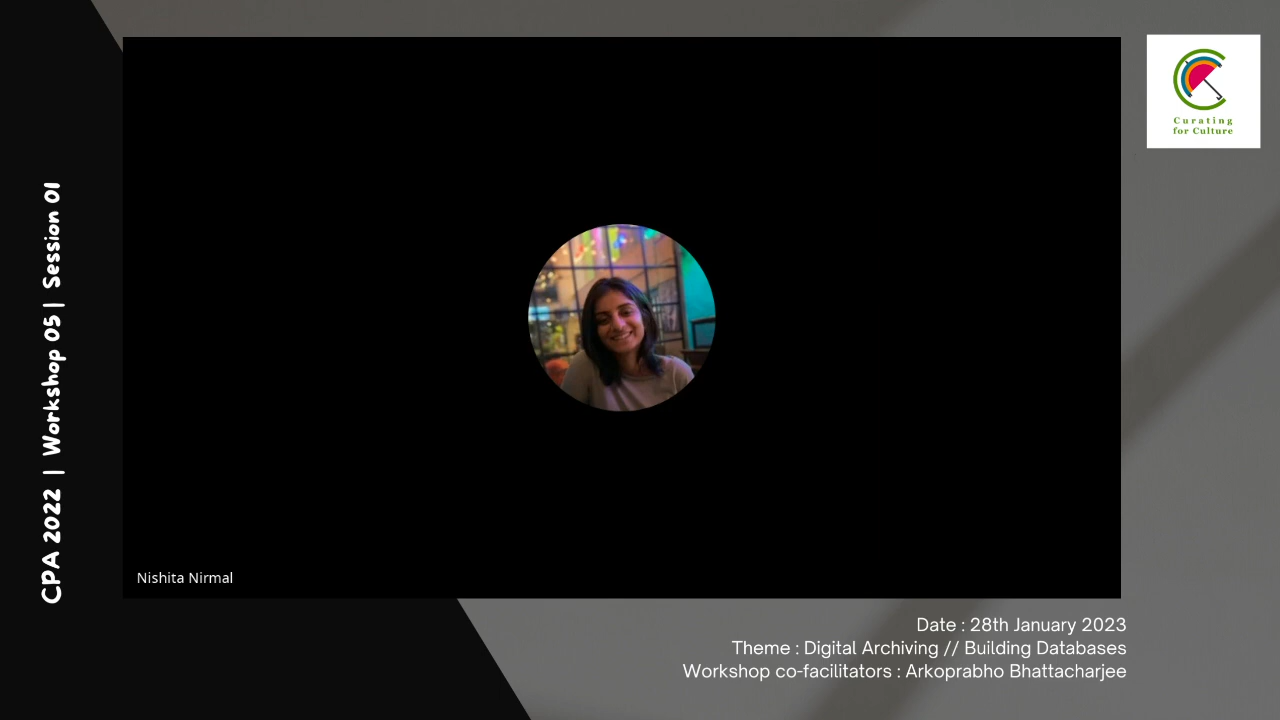 CPA 2022 | Workshop 05 | Session 01
Curating
for Culture
Nishita Nirmal
Date : 28th January 2023
Theme : Digital Archiving // Building Databases
Workshop co-facilitators : Arkoprabho Bhattacharjee